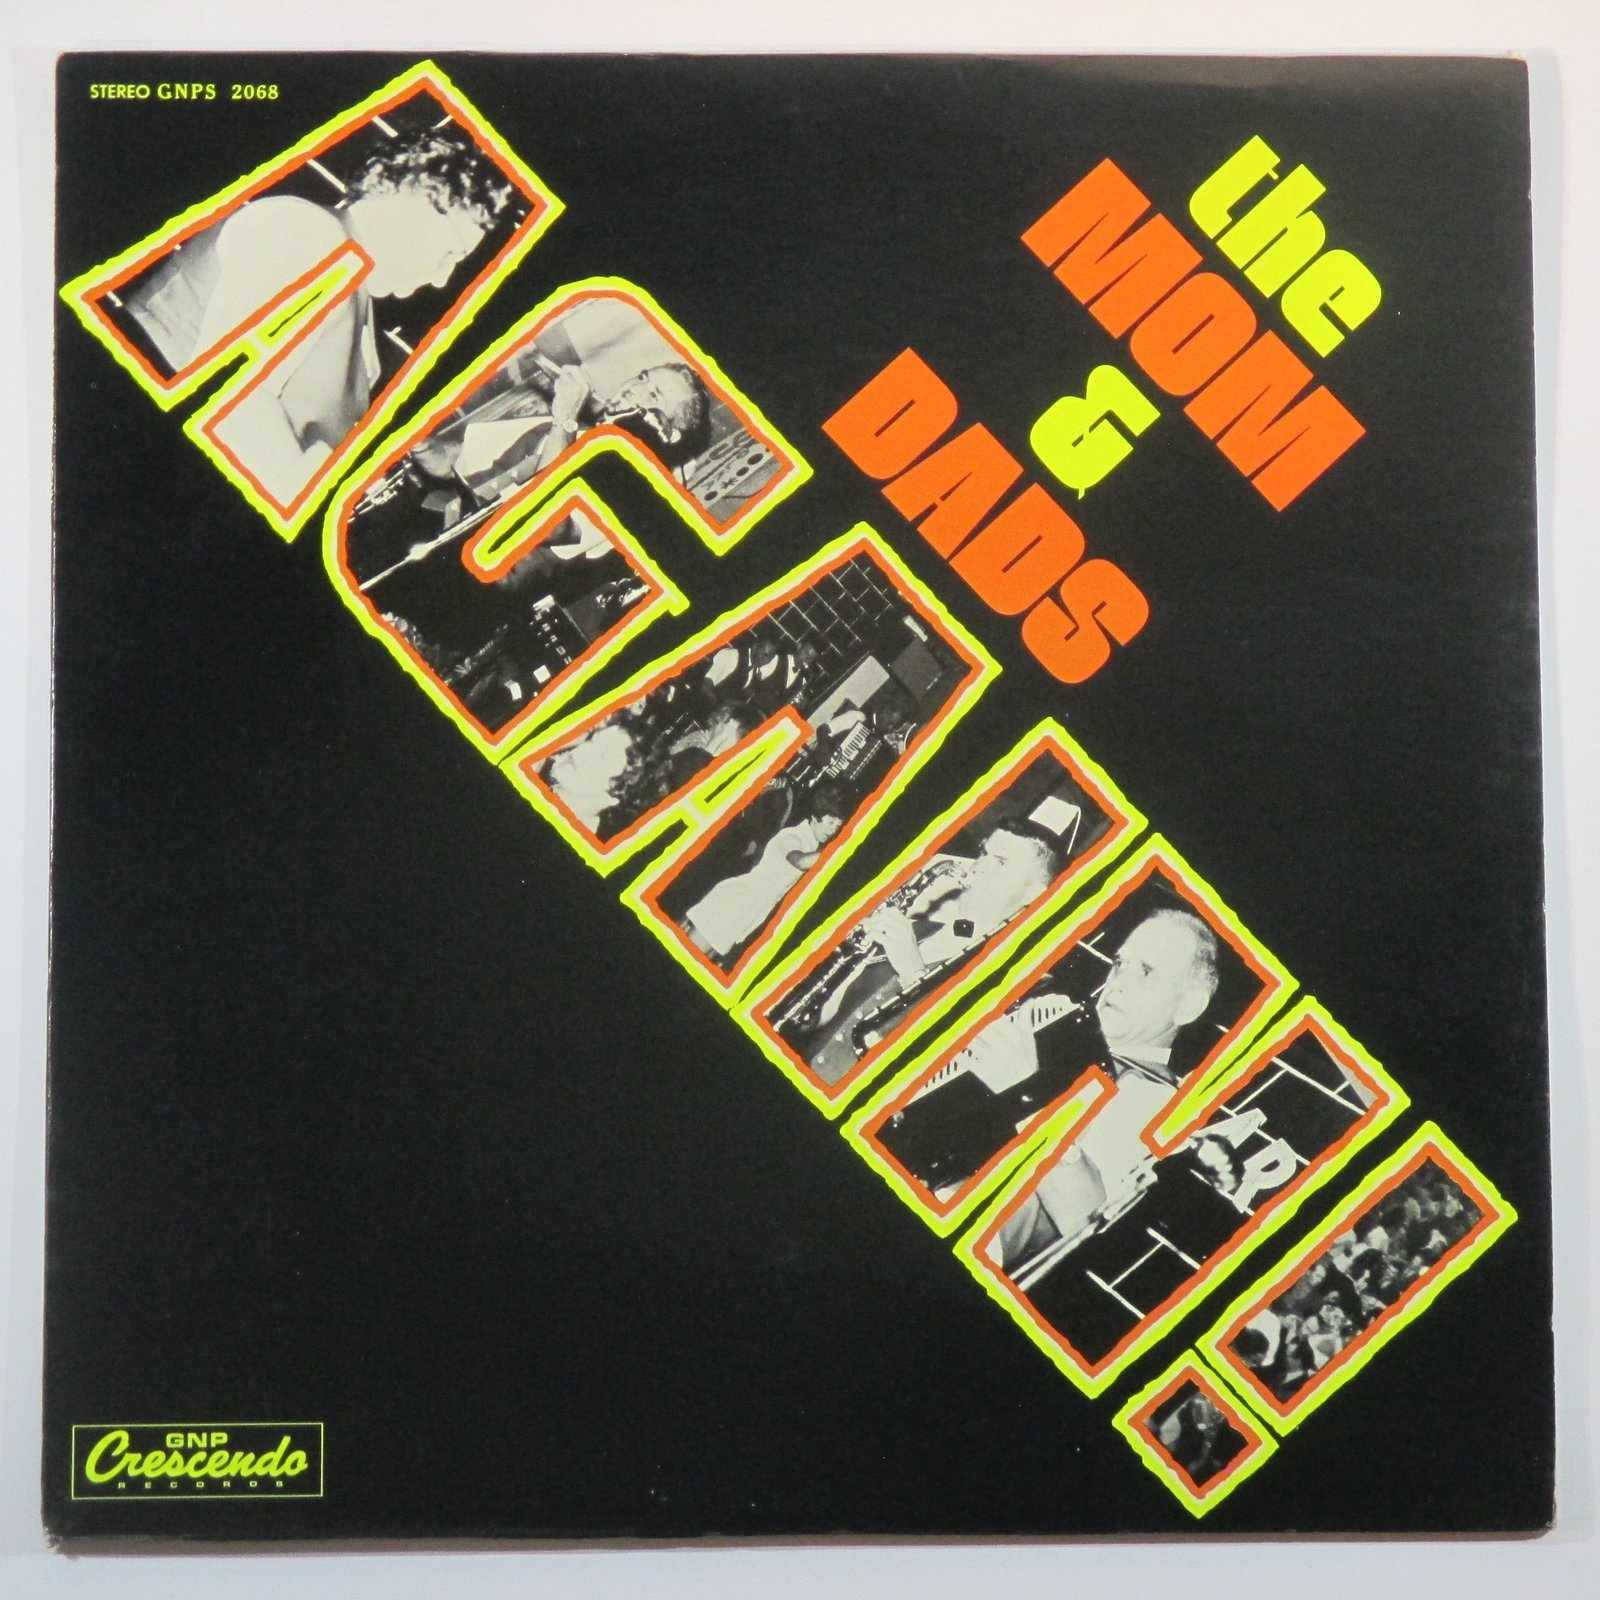 STEREO GNPS 2068
the
MOM
&
DADS
AGAIN!
GNP
Crescendo
RECORDS